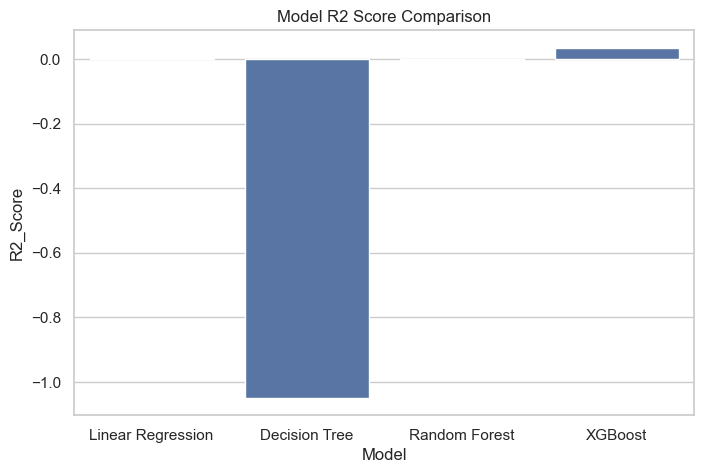 Model R2 Score Comparison
R2_Score
0.0
−0.2
−0.4
−0.6
−0.8
−1.0
Linear Regression Decision Tree Random Forest XGBoost
Model